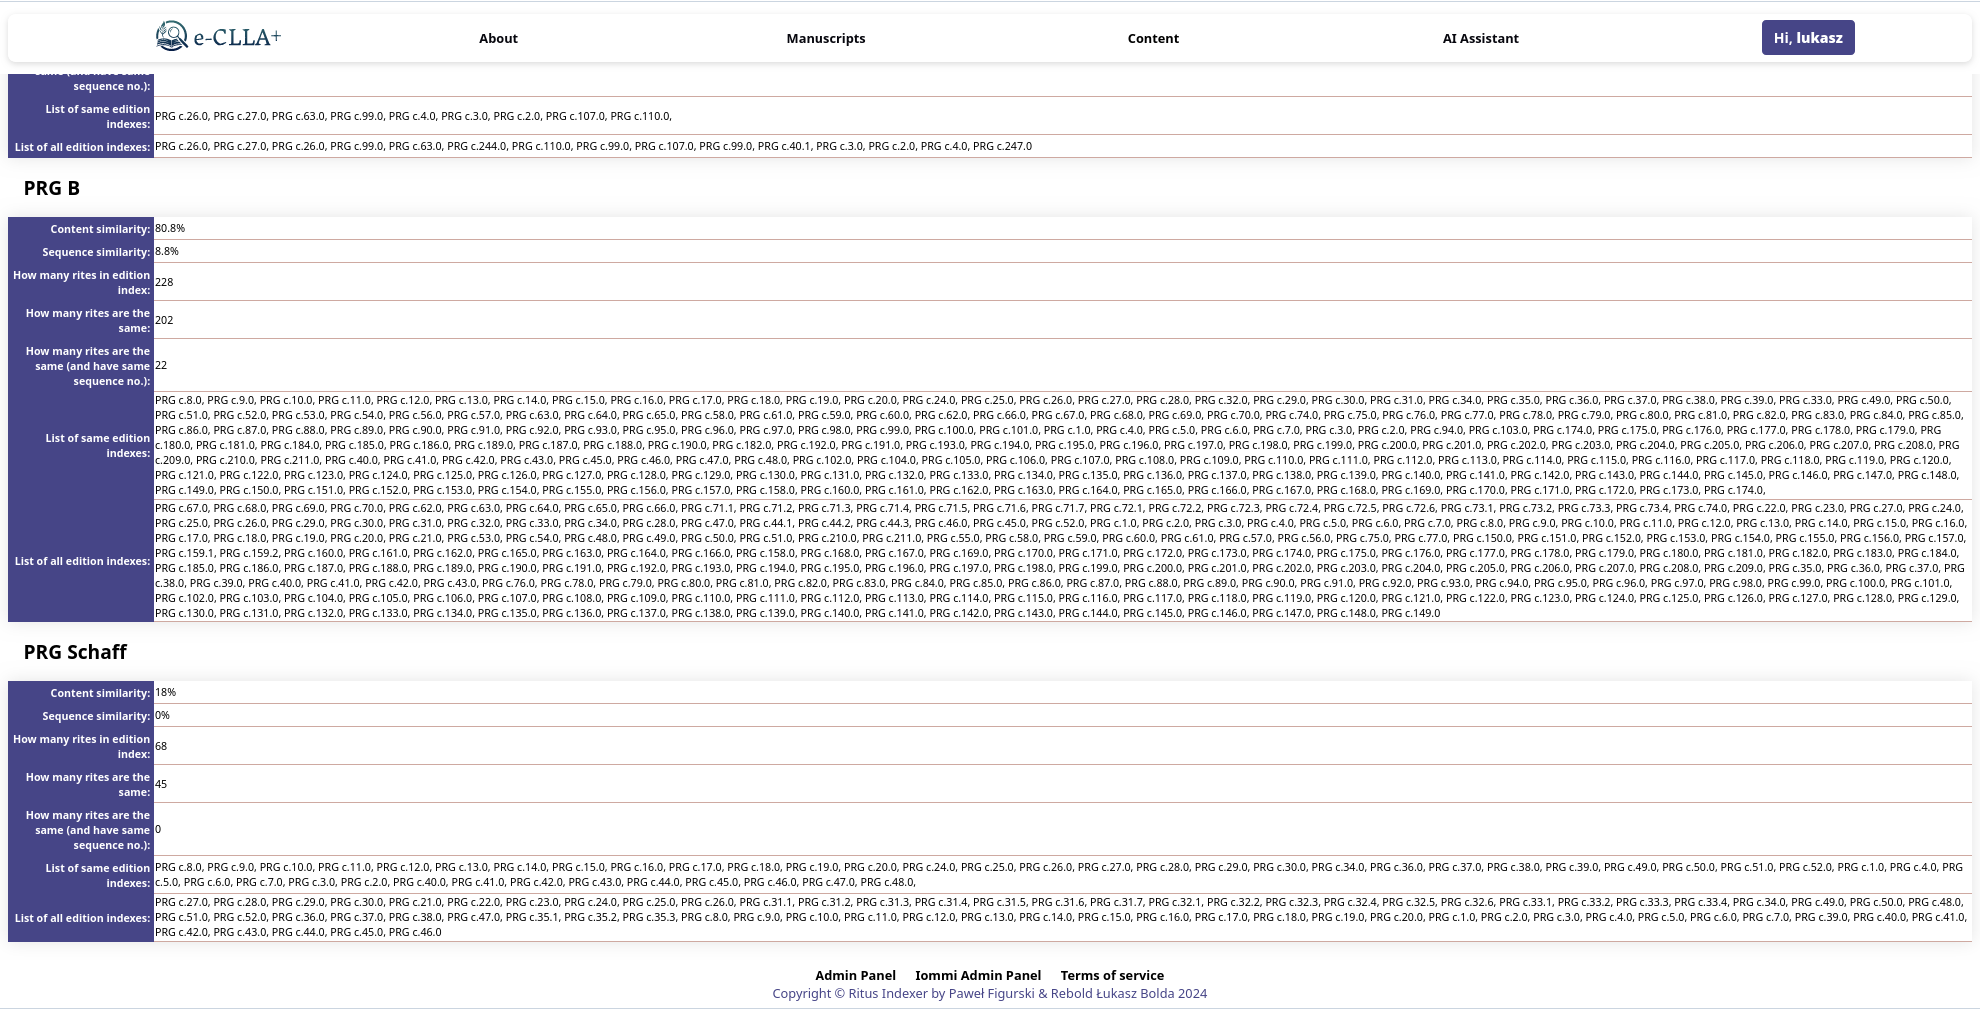 e-CLLA+
About
Manuscripts
Content
AI Assistant
Hi, lukasz
same (and have same
sequence no.):
List of same edition
indexes:
PRG c.26.0, PRG c.27.0, PRG c.63.0, PRG c.99.0, PRG c.4.0, PRG c.3.0, PRG c.2.0, PRG c.107.0, PRG c.110.0,
List of all edition indexes:
PRG c.26.0, PRG c.27.0, PRG c.26.0, PRG c.99.0, PRG c.63.0, PRG c.244.0, PRG c.110.0, PRG c.99.0, PRG c.107.0, PRG c.99.0, PRG c.40.1, PRG c.3.0, PRG c.2.0, PRG c.4.0, PRG c.247.0
PRG B
Content similarity:
80.8%
Sequence similarity:
8.8%
How many rites in edition
index:
228
How many rites are the
same:
202
How many rites are the
same (and have same
sequence no.):
22
List of same edition
indexes:
PRG c.8.0, PRG c.9.0, PRG c.10.0, PRG c.11.0, PRG c.12.0, PRG c.13.0, PRG c.14.0, PRG c.15.0, PRG c.16.0, PRG c.17.0, PRG c.18.0, PRG c.19.0, PRG c.20.0, PRG c.24.0, PRG c.25.0, PRG c.26.0, PRG c.27.0, PRG c.28.0, PRG c.32.0, PRG c.29.0, PRG c.30.0, PRG c.31.0, PRG c.34.0, PRG c.35.0, PRG c.36.0, PRG c.37.0, PRG c.38.0, PRG c.39.0, PRG c.33.0, PRG c.49.0, PRG c.50.0,
PRG c.51.0, PRG c.52.0, PRG c.53.0, PRG c.54.0, PRG c.56.0, PRG c.57.0, PRG c.63.0, PRG c.64.0, PRG c.65.0, PRG c.58.0, PRG c.61.0, PRG c.59.0, PRG c.60.0, PRG c.62.0, PRG c.66.0, PRG c.67.0, PRG c.68.0, PRG c.69.0, PRG c.70.0, PRG c.74.0, PRG c.75.0, PRG c.76.0, PRG c.77.0, PRG c.78.0, PRG c.79.0, PRG c.80.0, PRG c.81.0, PRG c.82.0, PRG c.83.0, PRG c.84.0, PRG c.85.0,
PRG c.86.0, PRG c.87.0, PRG c.88.0, PRG c.89.0, PRG c.90.0, PRG c.91.0, PRG c.92.0, PRG c.93.0, PRG c.95.0, PRG c.96.0, PRG c.97.0, PRG c.98.0, PRG c.99.0, PRG c.100.0, PRG c.101.0, PRG c.1.0, PRG c.4.0, PRG c.5.0, PRG c.6.0, PRG c.7.0, PRG c.3.0, PRG c.2.0, PRG c.94.0, PRG c.103.0, PRG c.174.0, PRG c.175.0, PRG c.176.0, PRG c.177.0, PRG c.178.0, PRG c.179.0, PRG
c.180.0, PRG c.181.0, PRG c.184.0, PRG c.185.0, PRG c.186.0, PRG c.189.0, PRG c.187.0, PRG c.188.0, PRG c.190.0, PRG c.182.0, PRG c.192.0, PRG c.191.0, PRG c.193.0, PRG c.194.0, PRG c.195.0, PRG c.196.0, PRG c.197.0, PRG c.198.0, PRG c.199.0, PRG c.200.0, PRG c.201.0, PRG c.202.0, PRG c.203.0, PRG c.204.0, PRG c.205.0, PRG c.206.0, PRG c.207.0, PRG c.208.0, PRG
c.209.0, PRG c.210.0, PRG c.211.0, PRG c.40.0, PRG c.41.0, PRG c.42.0, PRG c.43.0, PRG c.45.0, PRG c.46.0, PRG c.47.0, PRG c.48.0, PRG c.102.0, PRG c.104.0, PRG c.105.0, PRG c.106.0, PRG c.107.0, PRG c.108.0, PRG c.109.0, PRG c.110.0, PRG c.111.0, PRG c.112.0, PRG c.113.0, PRG c.114.0, PRG c.115.0, PRG c.116.0, PRG c.117.0, PRG c.118.0, PRG c.119.0, PRG c.120.0,
PRG c.121.0, PRG c.122.0, PRG c.123.0, PRG c.124.0, PRG c.125.0, PRG c.126.0, PRG c.127.0, PRG c.128.0, PRG c.129.0, PRG c.130.0, PRG c.131.0, PRG c.132.0, PRG c.133.0, PRG c.134.0, PRG c.135.0, PRG c.136.0, PRG c.137.0, PRG c.138.0, PRG c.139.0, PRG c.140.0, PRG c.141.0, PRG c.142.0, PRG c.143.0, PRG c.144.0, PRG c.145.0, PRG c.146.0, PRG c.147.0, PRG c.148.0,
PRG c.149.0, PRG c.150.0, PRG c.151.0, PRG c.152.0, PRG c.153.0, PRG c.154.0, PRG c.155.0, PRG c.156.0, PRG c.157.0, PRG c.158.0, PRG c.160.0, PRG c.161.0, PRG c.162.0, PRG c.163.0, PRG c.164.0, PRG c.165.0, PRG c.166.0, PRG c.167.0, PRG c.168.0, PRG c.169.0, PRG c.170.0, PRG c.171.0, PRG c.172.0, PRG c.173.0, PRG c.174.0,
List of all edition indexes:
PRG c.67.0, PRG c.68.0, PRG c.69.0, PRG c.70.0, PRG c.62.0, PRG c.63.0, PRG c.64.0, PRG c.65.0, PRG c.66.0, PRG c.71.1, PRG c.71.2, PRG c.71.3, PRG c.71.4, PRG c.71.5, PRG c.71.6, PRG c.71.7, PRG c.72.1, PRG c.72.2, PRG c.72.3, PRG c.72.4, PRG c.72.5, PRG c.72.6, PRG c.73.1, PRG c.73.2, PRG c.73.3, PRG c.73.4, PRG c.74.0, PRG c.22.0, PRG c.23.0, PRG c.27.0, PRG c.24.0,
PRG c.25.0, PRG c.26.0, PRG c.29.0, PRG c.30.0, PRG c.31.0, PRG c.32.0, PRG c.33.0, PRG c.34.0, PRG c.28.0, PRG c.47.0, PRG c.44.1, PRG c.44.2, PRG c.44.3, PRG c.46.0, PRG c.45.0, PRG c.52.0, PRG c.1.0, PRG c.2.0, PRG c.3.0, PRG c.4.0, PRG c.5.0, PRG c.6.0, PRG c.7.0, PRG c.8.0, PRG c.9.0, PRG c.10.0, PRG c.11.0, PRG c.12.0, PRG c.13.0, PRG c.14.0, PRG c.15.0, PRG c.16.0,
PRG c.17.0, PRG c.18.0, PRG c.19.0, PRG c.20.0, PRG c.21.0, PRG c.53.0, PRG c.54.0, PRG c.48.0, PRG c.49.0, PRG c.50.0, PRG c.51.0, PRG c.210.0, PRG c.211.0, PRG c.55.0, PRG c.58.0, PRG c.59.0, PRG c.60.0, PRG c.61.0, PRG c.57.0, PRG c.56.0, PRG c.75.0, PRG c.77.0, PRG c.150.0, PRG c.151.0, PRG c.152.0, PRG c.153.0, PRG c.154.0, PRG c.155.0, PRG c.156.0, PRG c.157.0,
PRG c.159.1, PRG c.159.2, PRG c.160.0, PRG c.161.0, PRG c.162.0, PRG c.165.0, PRG c.163.0, PRG c.164.0, PRG c.166.0, PRG c.158.0, PRG c.168.0, PRG c.167.0, PRG c.169.0, PRG c.170.0, PRG c.171.0, PRG c.172.0, PRG c.173.0, PRG c.174.0, PRG c.175.0, PRG c.176.0, PRG c.177.0, PRG c.178.0, PRG c.179.0, PRG c.180.0, PRG c.181.0, PRG c.182.0, PRG c.183.0, PRG c.184.0,
PRG c.185.0, PRG c.186.0, PRG c.187.0, PRG c.188.0, PRG c.189.0, PRG c.190.0, PRG c.191.0, PRG c.192.0, PRG c.193.0, PRG c.194.0, PRG c.195.0, PRG c.196.0, PRG c.197.0, PRG c.198.0, PRG c.199.0, PRG c.200.0, PRG c.201.0, PRG c.202.0, PRG c.203.0, PRG c.204.0, PRG c.205.0, PRG c.206.0, PRG c.207.0, PRG c.208.0, PRG c.209.0, PRG c.35.0, PRG c.36.0, PRG c.37.0, PRG
c.38.0, PRG c.39.0, PRG c.40.0, PRG c.41.0, PRG c.42.0, PRG c.43.0, PRG c.76.0, PRG c.78.0, PRG c.79.0, PRG c.80.0, PRG c.81.0, PRG c.82.0, PRG c.83.0, PRG c.84.0, PRG c.85.0, PRG c.86.0, PRG c.87.0, PRG c.88.0, PRG c.89.0, PRG c.90.0, PRG c.91.0, PRG c.92.0, PRG c.93.0, PRG c.94.0, PRG c.95.0, PRG c.96.0, PRG c.97.0, PRG c.98.0, PRG c.99.0, PRG c.100.0, PRG c.101.0,
PRG c.102.0, PRG c.103.0, PRG c.104.0, PRG c.105.0, PRG c.106.0, PRG c.107.0, PRG c.108.0, PRG c.109.0, PRG c.110.0, PRG c.111.0, PRG c.112.0, PRG c.113.0, PRG c.114.0, PRG c.115.0, PRG c.116.0, PRG c.117.0, PRG c.118.0, PRG c.119.0, PRG c.120.0, PRG c.121.0, PRG c.122.0, PRG c.123.0, PRG c.124.0, PRG c.125.0, PRG c.126.0, PRG c.127.0, PRG c.128.0, PRG c.129.0,
PRG c.130.0, PRG c.131.0, PRG c.132.0, PRG c.133.0, PRG c.134.0, PRG c.135.0, PRG c.136.0, PRG c.137.0, PRG c.138.0, PRG c.139.0, PRG c.140.0, PRG c.141.0, PRG c.142.0, PRG c.143.0, PRG c.144.0, PRG c.145.0, PRG c.146.0, PRG c.147.0, PRG c.148.0, PRG c.149.0
PRG Schaff
Content similarity:
18%
Sequence similarity:
0%
How many rites in edition
index:
68
How many rites are the
same:
45
How many rites are the
same (and have same
sequence no.):
0
List of same edition
indexes:
PRG c.8.0, PRG c.9.0, PRG c.10.0, PRG c.11.0, PRG c.12.0, PRG c.13.0, PRG c.14.0, PRG c.15.0, PRG c.16.0, PRG c.17.0, PRG c.18.0, PRG c.19.0, PRG c.20.0, PRG c.24.0, PRG c.25.0, PRG c.26.0, PRG c.27.0, PRG c.28.0, PRG c.29.0, PRG c.30.0, PRG c.34.0, PRG c.36.0, PRG c.37.0, PRG c.38.0, PRG c.39.0, PRG c.49.0, PRG c.50.0, PRG c.51.0, PRG c.52.0, PRG c.1.0, PRG c.4.0, PRG
c.5.0, PRG c.6.0, PRG c.7.0, PRG c.3.0, PRG c.2.0, PRG c.40.0, PRG c.41.0, PRG c.42.0, PRG c.43.0, PRG c.44.0, PRG c.45.0, PRG c.46.0, PRG c.47.0, PRG c.48.0,
List of all edition indexes:
PRG c.27.0, PRG c.28.0, PRG c.29.0, PRG c.30.0, PRG c.21.0, PRG c.22.0, PRG c.23.0, PRG c.24.0, PRG c.25.0, PRG c.26.0, PRG c.31.1, PRG c.31.2, PRG c.31.3, PRG c.31.4, PRG c.31.5, PRG c.31.6, PRG c.31.7, PRG c.32.1, PRG c.32.2, PRG c.32.3, PRG c.32.4, PRG c.32.5, PRG c.32.6, PRG c.33.1, PRG c.33.2, PRG c.33.3, PRG c.33.4, PRG c.34.0, PRG c.49.0, PRG c.50.0, PRG c.48.0,
PRG c.51.0, PRG c.52.0, PRG c.36.0, PRG c.37.0, PRG c.38.0, PRG c.47.0, PRG c.35.1, PRG c.35.2, PRG c.35.3, PRG c.8.0, PRG c.9.0, PRG c.10.0, PRG c.11.0, PRG c.12.0, PRG c.13.0, PRG c.14.0, PRG c.15.0, PRG c.16.0, PRG c.17.0, PRG c.18.0, PRG c.19.0, PRG c.20.0, PRG c.1.0, PRG c.2.0, PRG c.3.0, PRG c.4.0, PRG c.5.0, PRG c.6.0, PRG c.7.0, PRG c.39.0, PRG c.40.0, PRG c.41.0,
PRG c.42.0, PRG c.43.0, PRG c.44.0, PRG c.45.0, PRG c.46.0
Admin Panel
Iommi Admin Panel
Terms of service
Copyright © Ritus Indexer by Paweł Figurski & Rebold Łukasz Bolda 2024